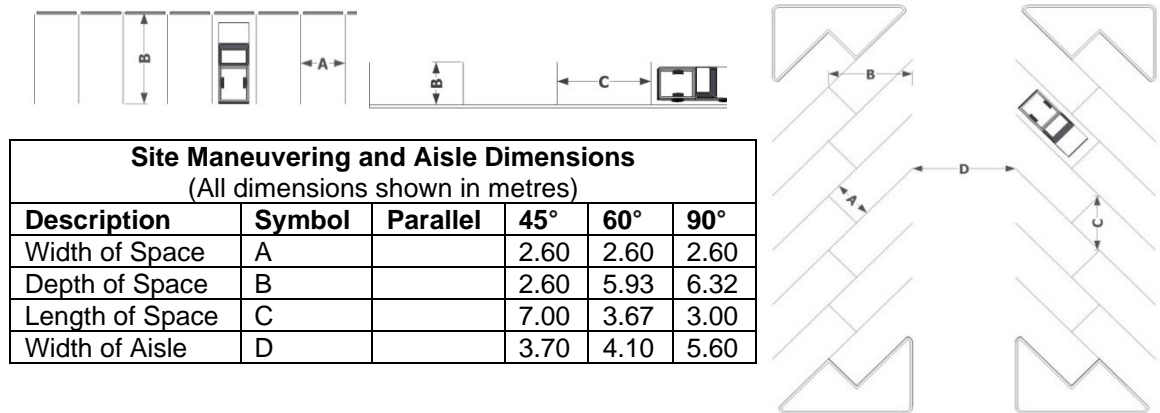 B
A
B
C
B
D
A
C
Site Maneuvering and Aisle Dimensions
(All dimensions shown in metres)
Description Symbol Parallel 45° 60° 90°
Width of Space A 2.60 2.60 2.60
Depth of Space B 2.60 5.93 6.32
Length of Space C 7.00 3.67 3.00
Width of Aisle D 3.70 4.10 5.60